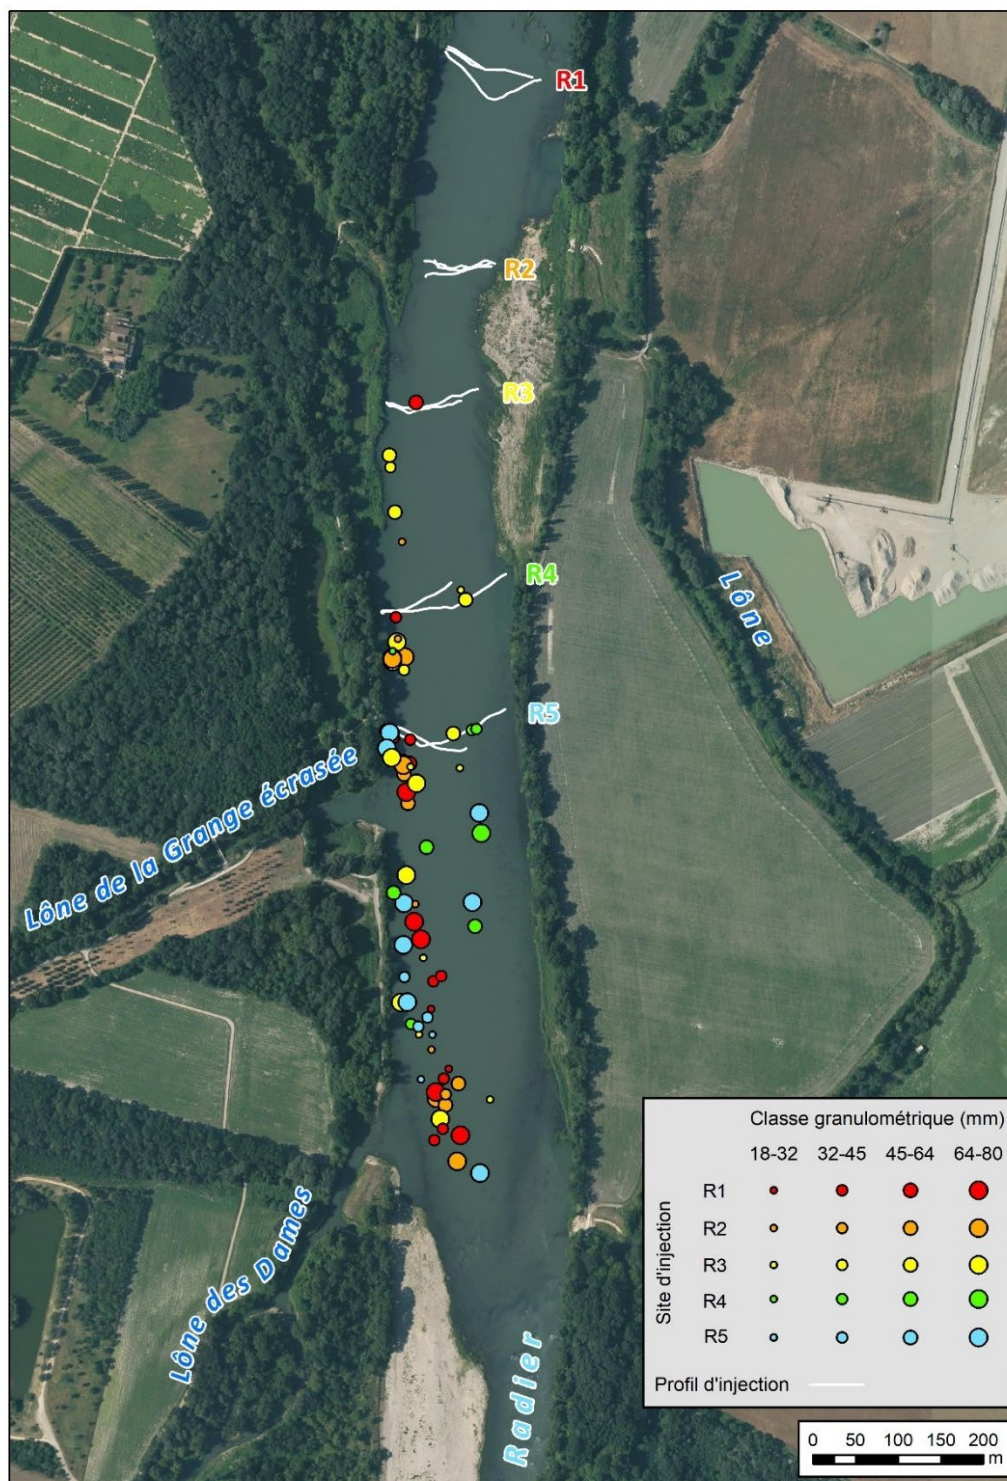 R1
R2
R3
R4
Lône
R5
Lône de la Grange écrasée
Lône des Dames
Radier
Classe granulométrique (mm)
18-32 32-45 45-64 64-80
Site d'injection
R1
R2
R3
R4
R5
Profil d'injection
0 50 100 150 200
m